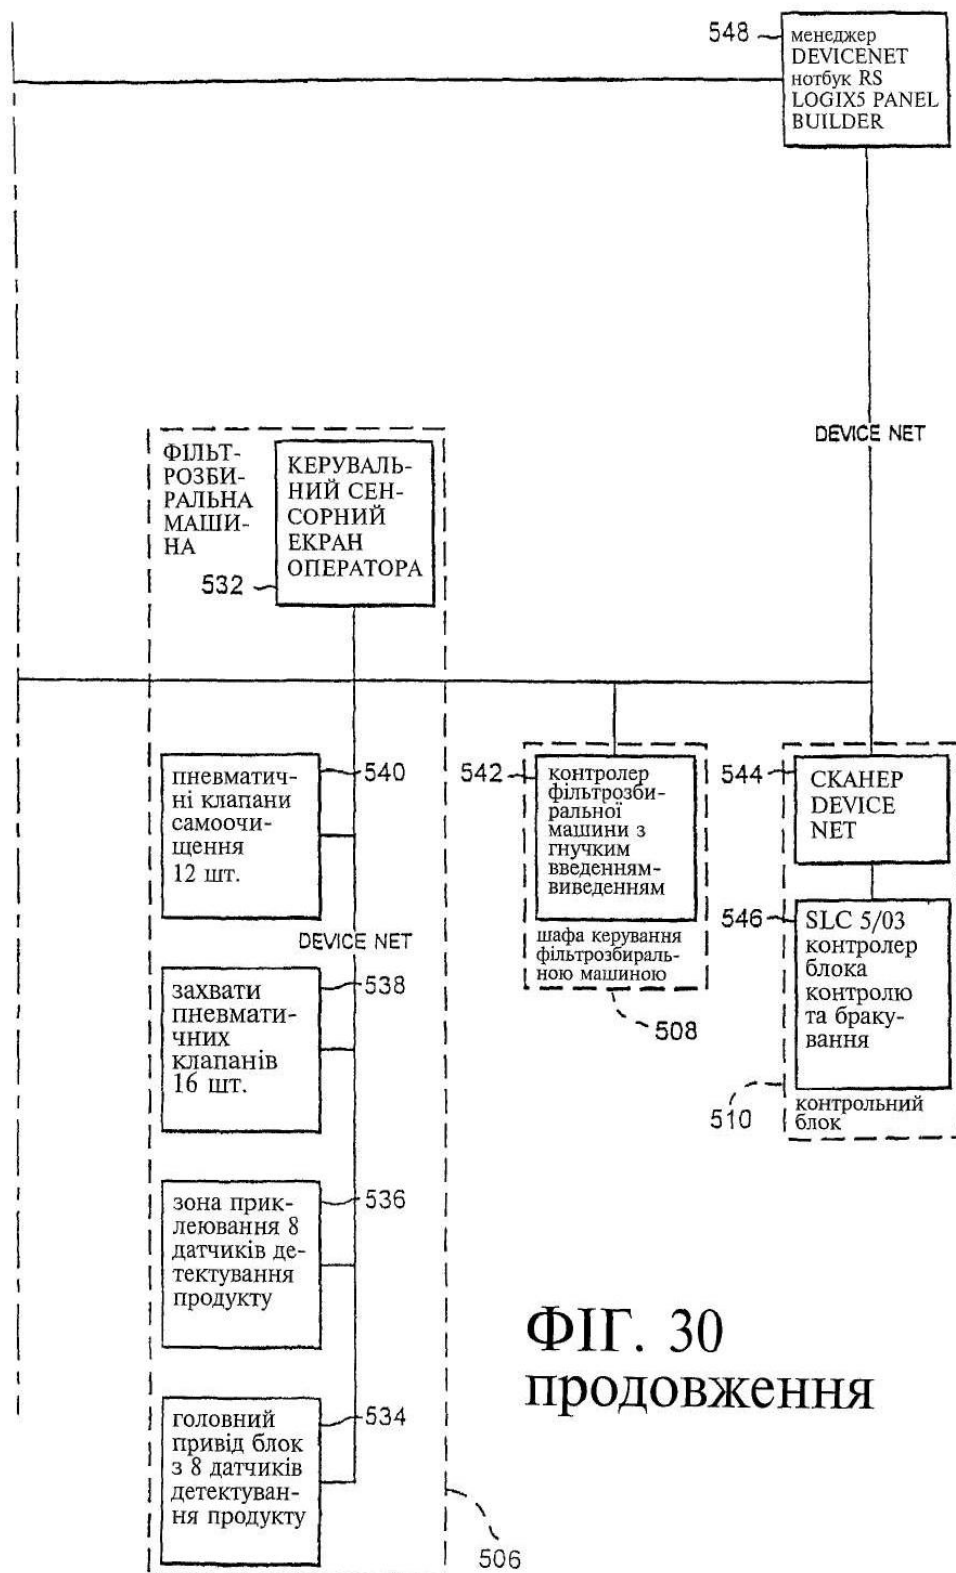 548
менеджер
DEVICENET
нотбук RS
LOGIX5 PANEL
BUILDER
DEVICE NET
ФІЛЬТ-
РОЗБИ-
РАЛЬНА
МАШИ-
НА
КЕРУВАЛЬ-
НИЙ СЕН-
СОРНИЙ
ЕКРАН
ОПЕРАТОРА
532
пневматич-
ні клапани
самоочи-
щення
12 шт.
540
DEVICE NET
захвати
пневмати-
чних
клапанів
16 шт.
538
зона прик-
леювання 8
датчиків де-
тектування
продукту
536
головний
привід блок
з 8 датчиків
детектуван-
ня продукту
534
506
542
контролер
фільтрозби-
ральної
машини з
гнучким
введенням-
виведенням
шафа керування
фільтрозбираль-
ною машиною
508
544
СКАНЕР
DEVICE
NET
546
SLC 5/03
контролер
блока
контролю
та браку-
вання
контрольний
блок
510
ФІГ. 30
продовження